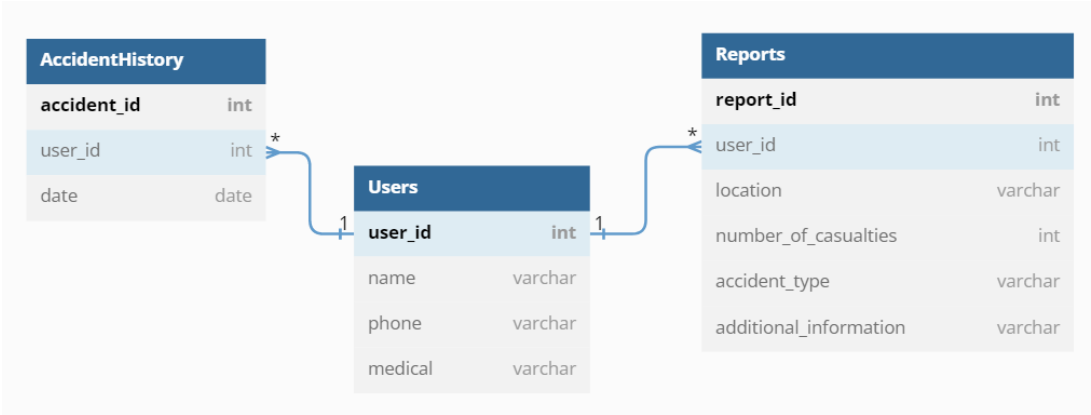 AccidentHistory
accident_id int
user_id int
date date
*
1
Users
user_id int
name varchar
phone varchar
medical varchar
1
*
Reports
report_id int
user_id int
location varchar
number_of_casualties int
accident_type varchar
additional_information varchar